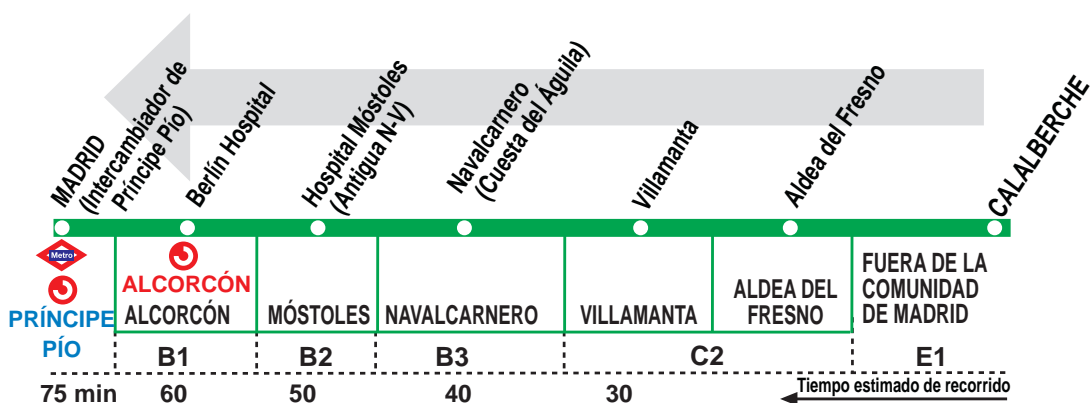 MADRID
(Intercambiador de
Príncipe Pío)
Berlín Hospital
Hospital Móstoles
(Antigua N-V)
Navalcarnero
(Cuesta del Águila)
Villamanta
Aldea del Fresno
CALALBERCHE
Metro
PRÍNCIPE
PÍO
ALCORCÓN
ALCORCÓN
MÓSTOLES
NAVALCARNERO
VILLAMANTA
ALDEA DEL
FRESNO
FUERA DE LA
COMUNIDAD
DE MADRID
B1
B2
B3
C2
E1
75 min
60
50
40
30
Tiempo estimado de recorrido